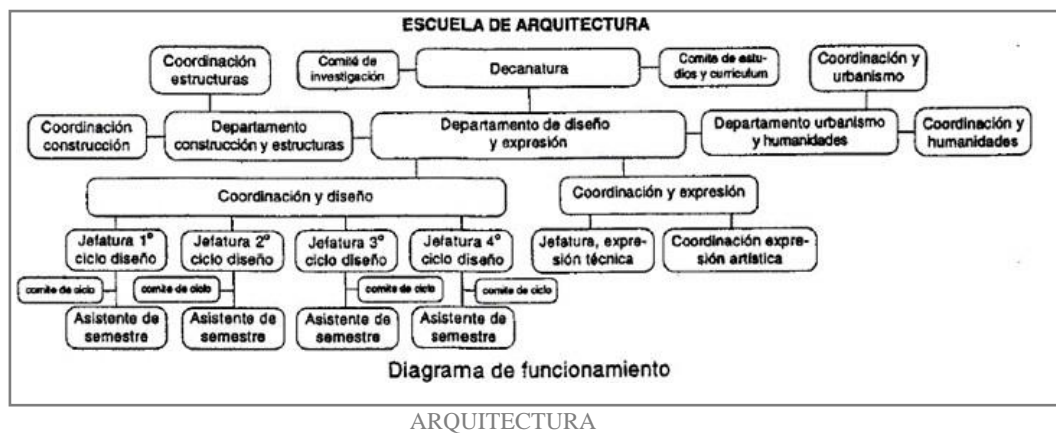 ESCUELA DE ARQUITECTURA
Coordinación
estructuras
Comité de
investigación
Decanatura
Comite de estu-
dios y curriculum
Coordinación y
urbanismo
Coordinación
construcción
Departamento
construcción y estructuras
Departamento de diseño
y expresión
Departamento urbanismo
y humanidades
Coordinación y
humanidades
Coordinación y diseño
Coordinación y expresión
Jefatura 1º
ciclo diseño
Jefatura 2º
ciclo diseño
Jefatura 3º
ciclo diseño
Jefatura 4º
ciclo diseño
Jefatura, expre-
sión técnica
Coordinación expre-
sión artística
comite de ciclo
comite de ciclo
comite de ciclo
comite de ciclo
Asistente de
semestre
Asistente de
semestre
Asistente de
semestre
Asistente de
semestre
Diagrama de funcionamiento
ARQUITECTURA